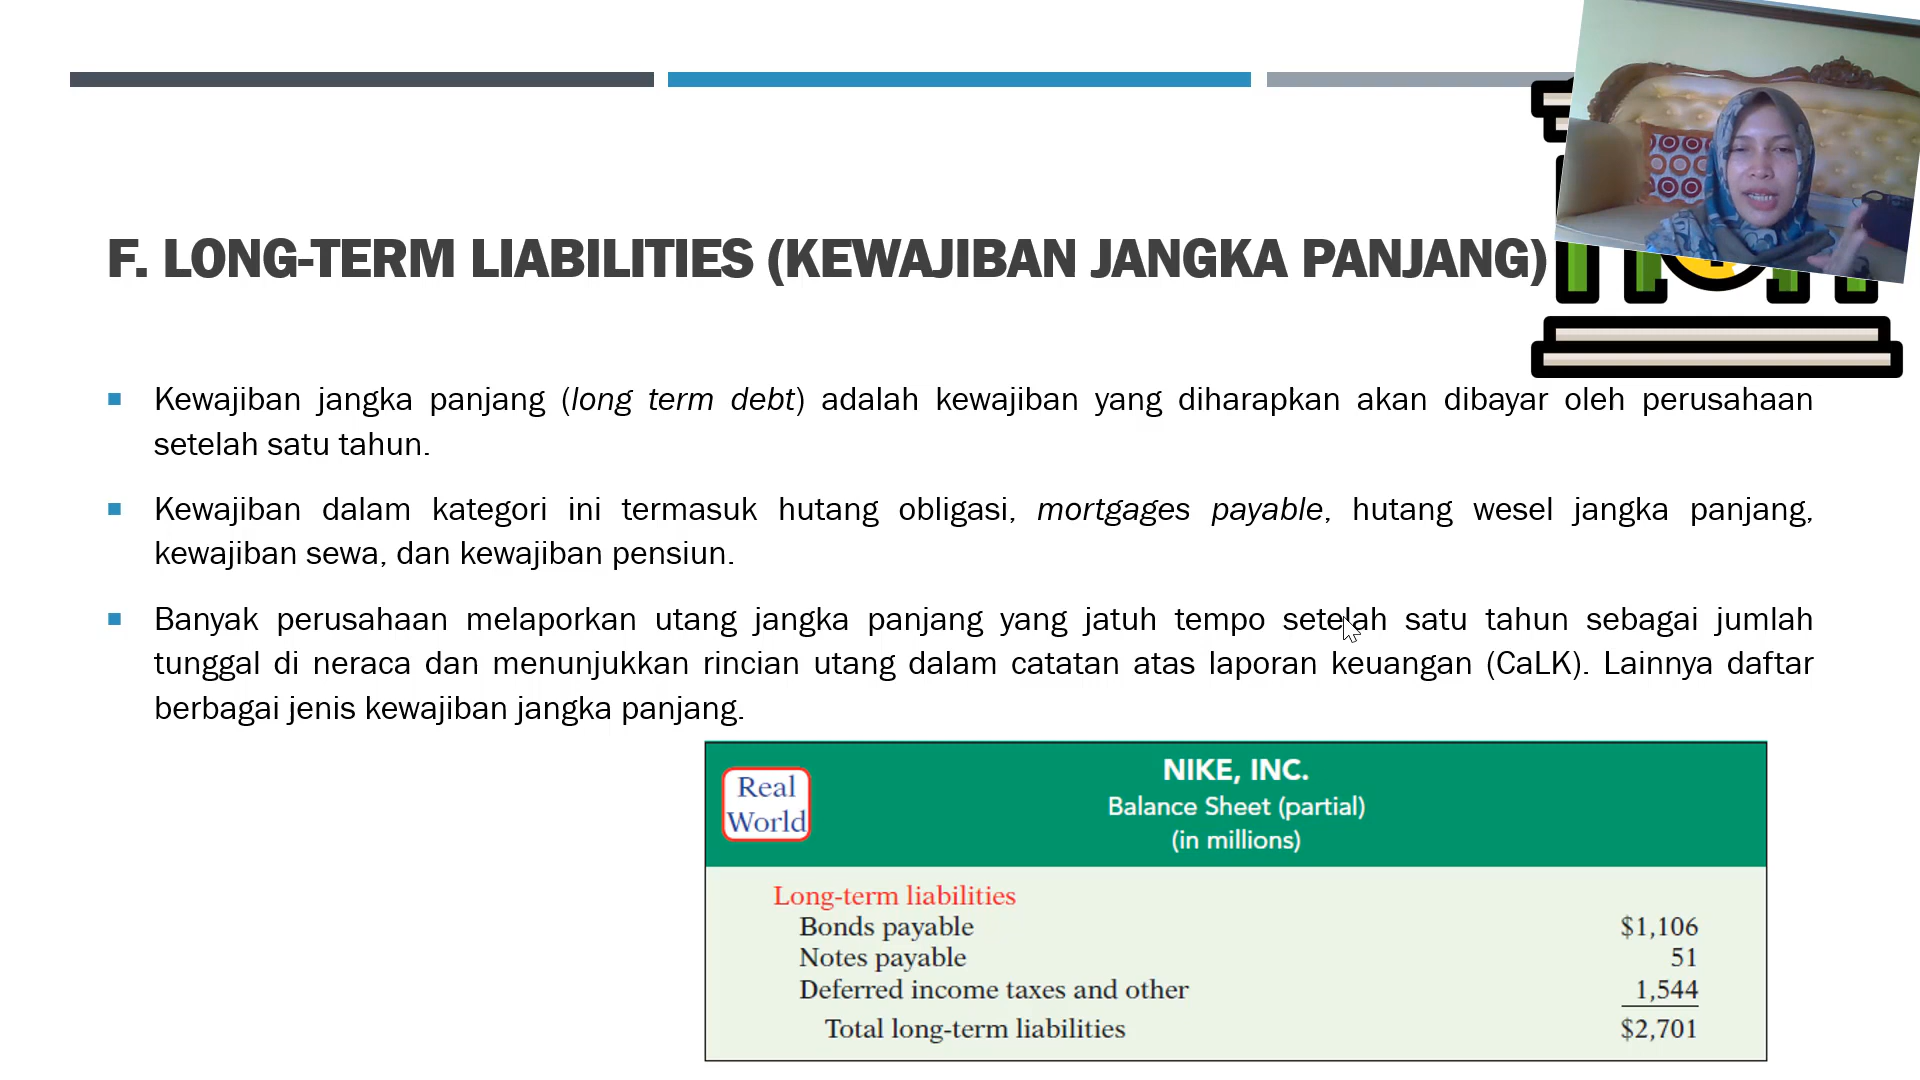 F. LONG-TERM LIABILITIES (KEWAJIBAN JANGKA PANJANG)
Kewajiban jangka panjang (long term debt) adalah kewajiban yang diharapkan akan dibayar oleh perusahaan
setelah satu tahun.
Kewajiban dalam kategori ini termasuk hutang obligasi, mortgages payable, hutang wesel jangka panjang,
kewajiban sewa, dan kewajiban pensiun.
Banyak perusahaan melaporkan utang jangka panjang yang jatuh tempo setelah satu tahun sebagai jumlah
tunggal di neraca dan menunjukkan rincian utang dalam catatan atas laporan keuangan (CaLK). Lainnya daftar
berbagai jenis kewajiban jangka panjang.
Real
World
NIKE, INC.
Balance Sheet (partial)
(in millions)
Long-term liabilities
Bonds payable $1,106
Notes payable 51
Deferred income taxes and other 1,544
Total long-term liabilities $2,701